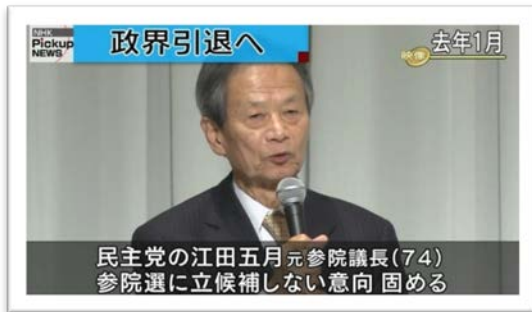 NHK
Pickup
NEWS
政界引退へ
去年1月
映像
民主党の江田五月元参院議長(74)
参院選に立候補しない意向 固める